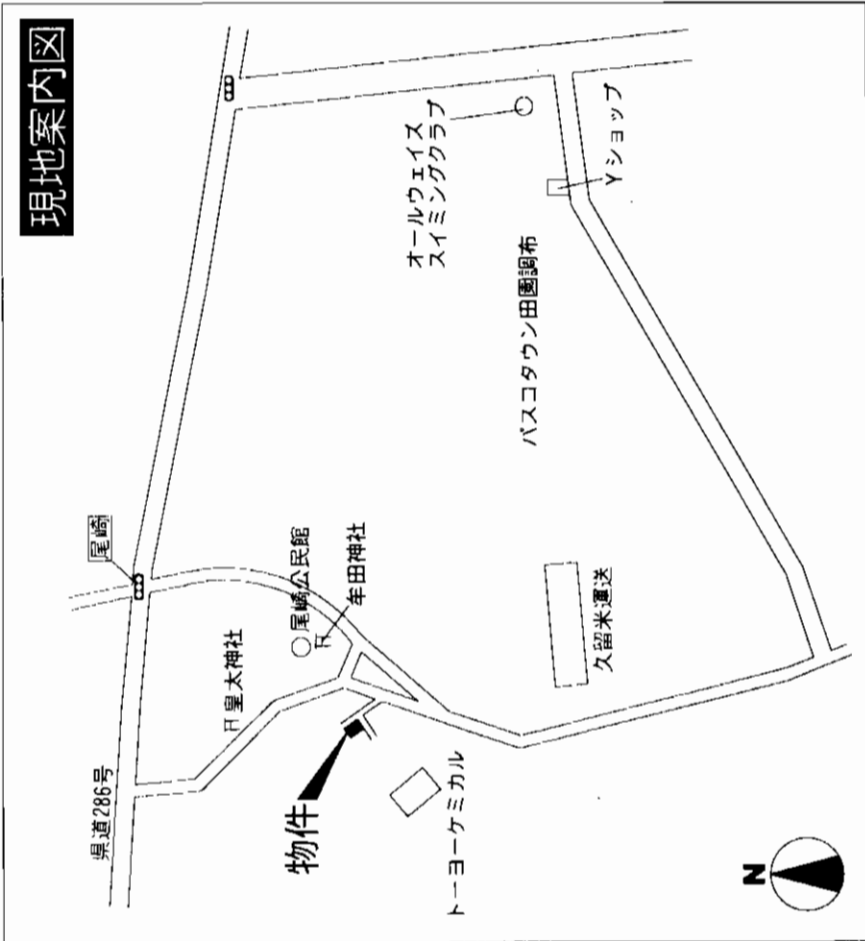 現地案内図
県道286号
尾崎
开皇太神社
尾崎公民館
牟田神社
物件
トーヨーケミカル
オールウェイズ
スイミングクラブ
Yショップ
パスコタウン田園調布
久留米運送
N